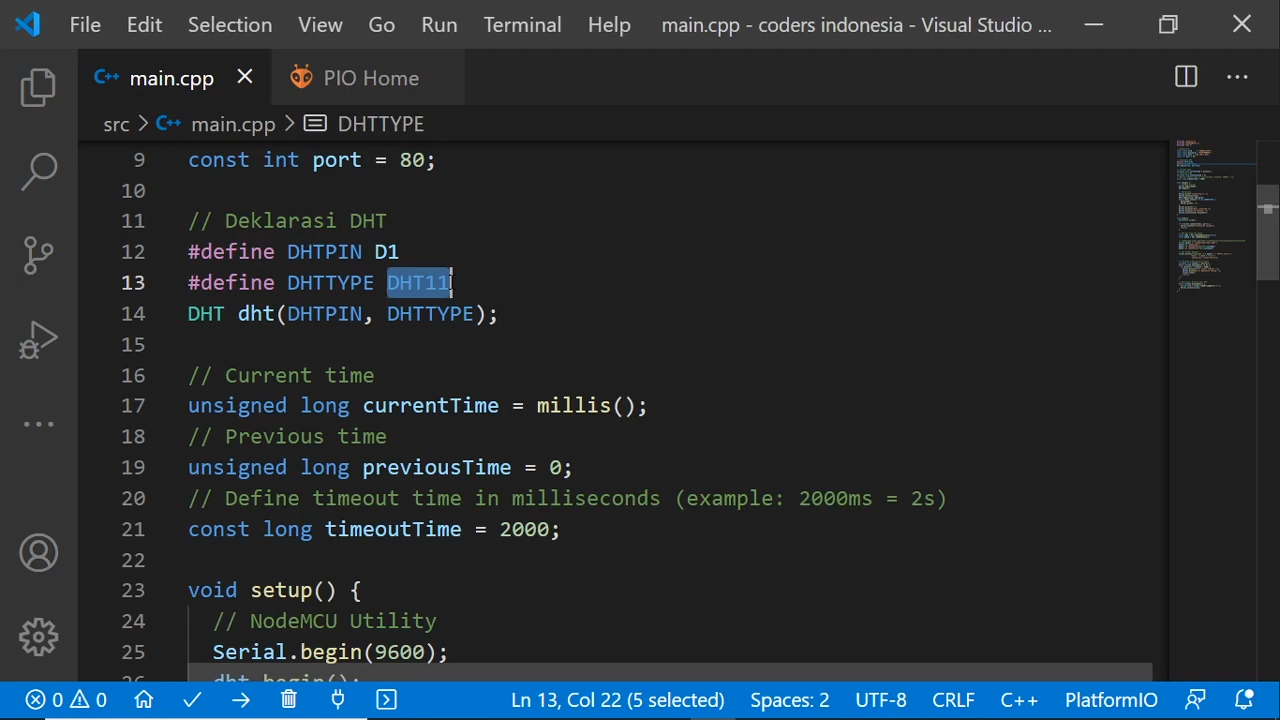 File Edit Selection View Go Run Terminal Help main.cpp - coders indonesia - Visual Studio ...
main.cpp PIO Home
src > main.cpp > DHTTYPE
9 const int port = 80;
10
11 // Deklarasi DHT
12 #define DHTPIN D1
13 #define DHTTYPE DHT11
14 DHT dht(DHTPIN, DHTTYPE);
15
16 // Current time
17 unsigned long currentTime = millis();
18 // Previous time
19 unsigned long previousTime = 0;
20 // Define timeout time in milliseconds (example: 2000ms = 2s)
21 const long timeoutTime = 2000;
22
23 void setup() {
24 // NodeMCU Utility
25 Serial.begin(9600);
26 dht.begin();
0 0 Ln 13, Col 22 (5 selected) Spaces: 2 UTF-8 CRLF C++ PlatformIO